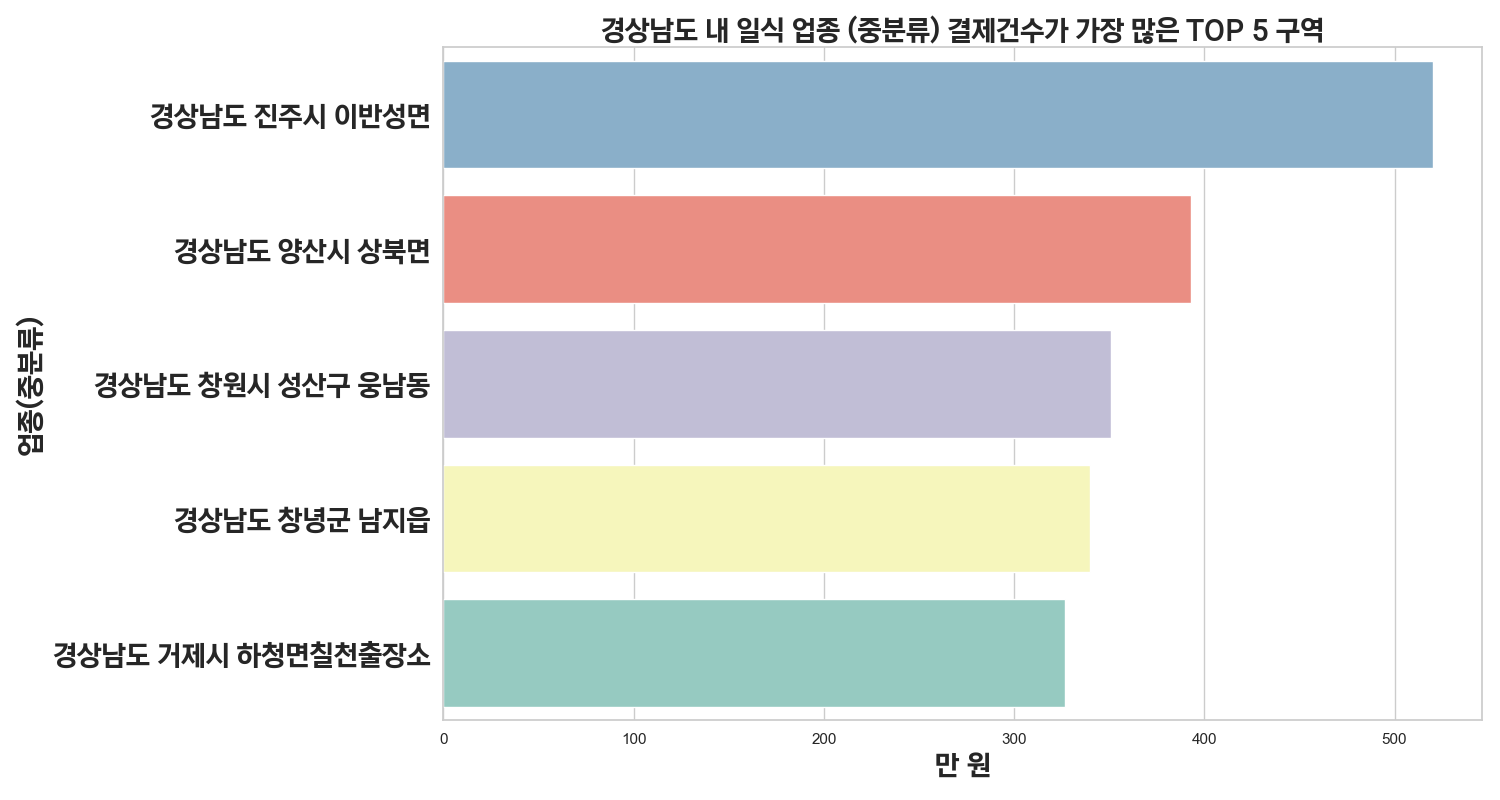 경상남도 내 일식 업종 (중분류) 결제건수가 가장 많은 TOP 5 구역
업종(중분류)
경상남도 진주시 이반성면
경상남도 양산시 상북면
경상남도 창원시 성산구 웅남동
경상남도 창녕군 남지읍
경상남도 거제시 하청면칠천출장소
0 100 200 300 400 500
만 원